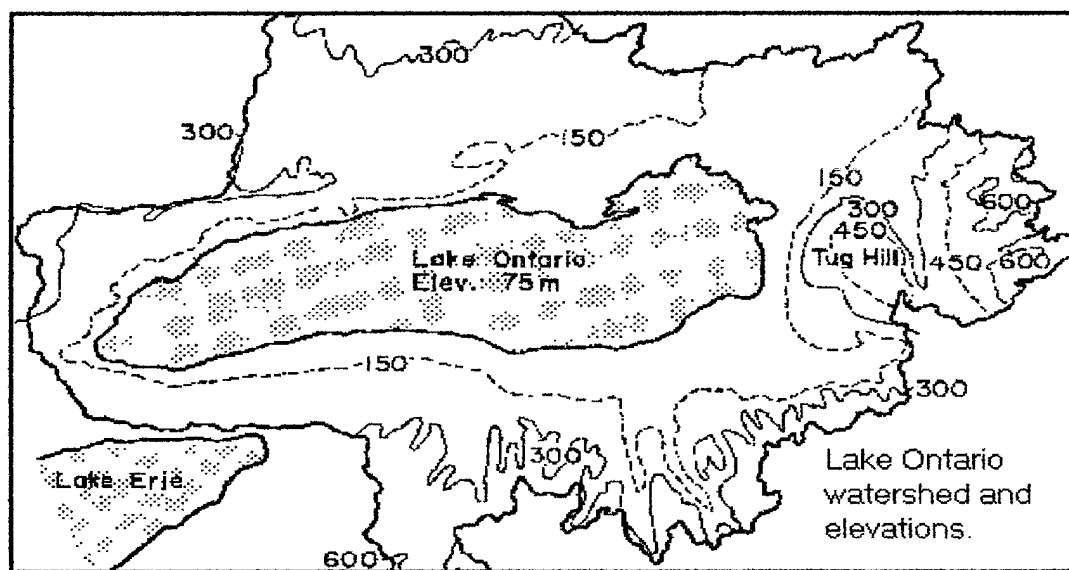 300
300
150
150
300
450
Tug Hill
600
450
600
Lake Ontario
Elev. 75 m
150
300
300
Lake Erie
600
Lake Ontario
watershed and
elevations.